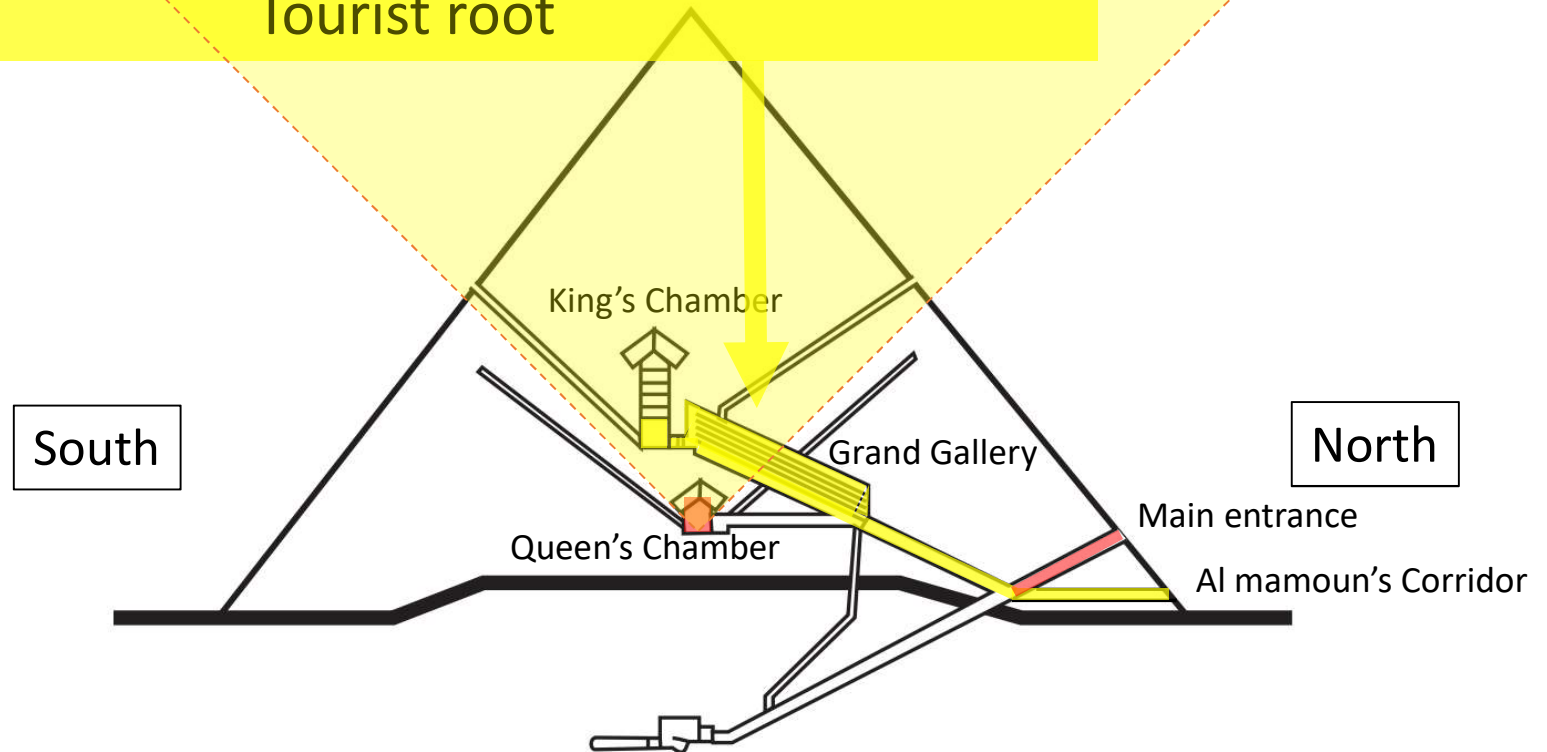 Tourist root
King’s Chamber
South
Grand Gallery
North
Main entrance
Queen’s Chamber
Al mamoun’s Corridor